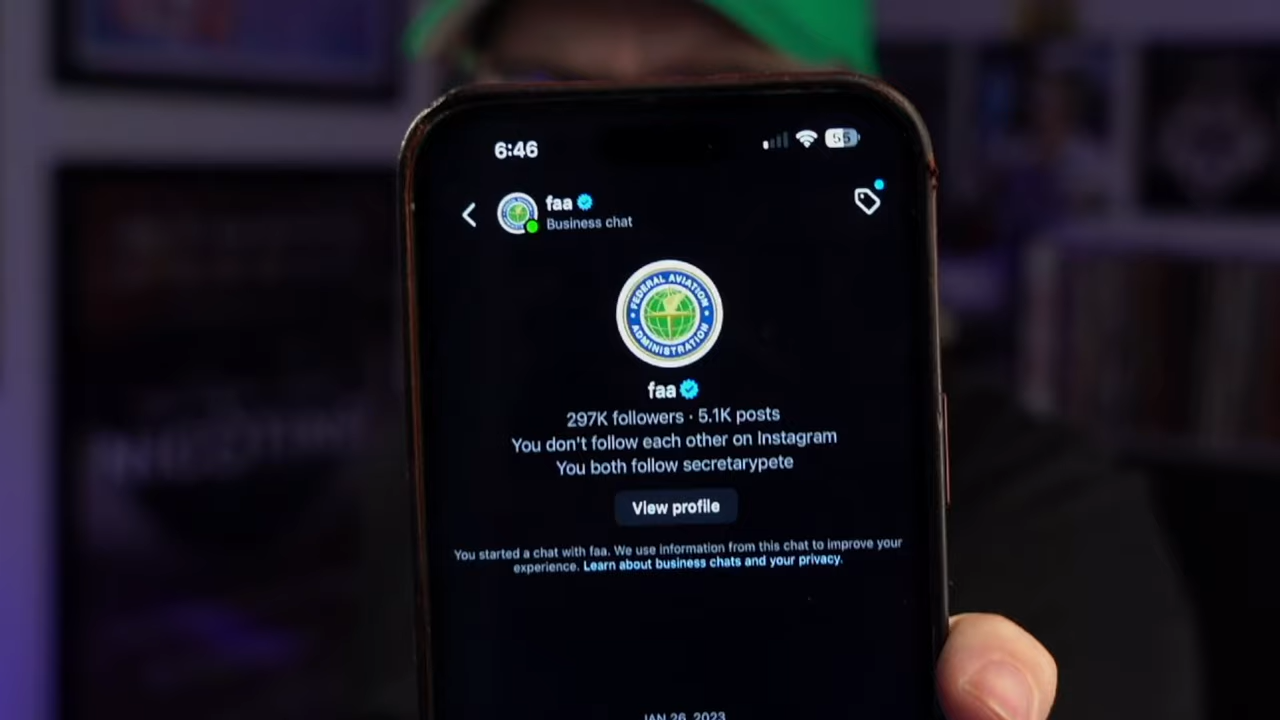 6:46
55
faa
Business chat
FEDERAL AVIATION
ADMINISTRATION
faa
297K followers · 5.1K posts
You don't follow each other on Instagram
You both follow secretarypete
View profile
You started a chat with faa. We use information from this chat to improve your
experience. Learn about business chats and your privacy.
JAN 26, 2023